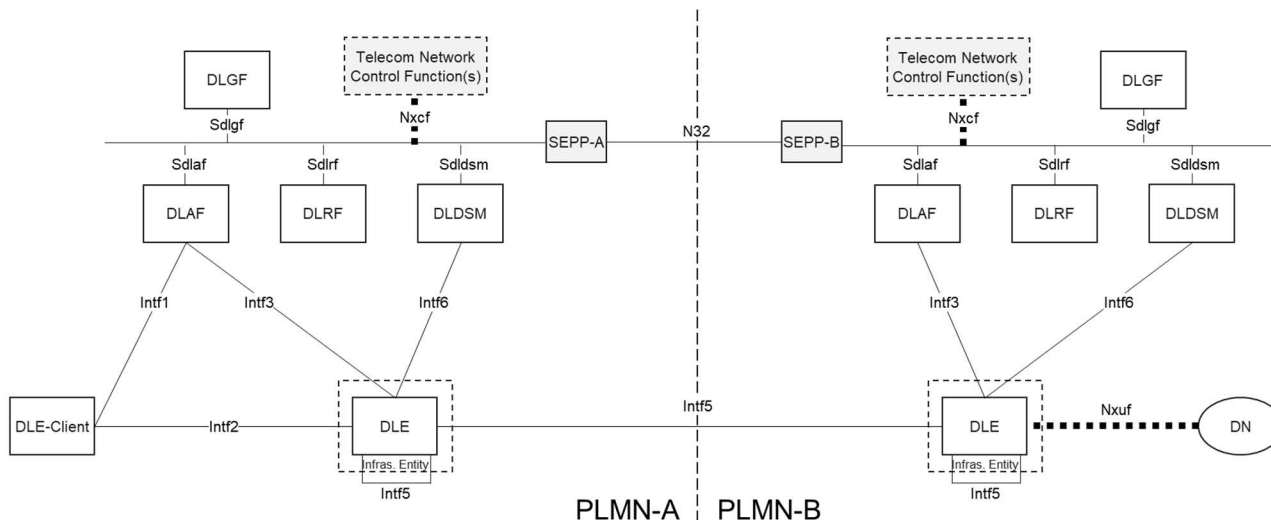 Telecom Network
Control Function(s)
Telecom Network
Control Function(s)
DLGF
DLGF
Nxcf
Nxcf
Sdlgf
Sdlgf
SEPP-A
N32
SEPP-B
Sdlaf
Sdlrf
Sdldsm
Sdlaf
Sdlrf
Sdldsm
DLAF
DLRF
DLDSM
DLAF
DLRF
DLDSM
Intf1
Intf3
Intf6
Intf3
Intf6
Intf5
Nxuf
DLE-Client
Intf2
DLE
DLE
DN
Infras. Entity
Infras. Entity
Intf5
Intf5
PLMN-A
PLMN-B